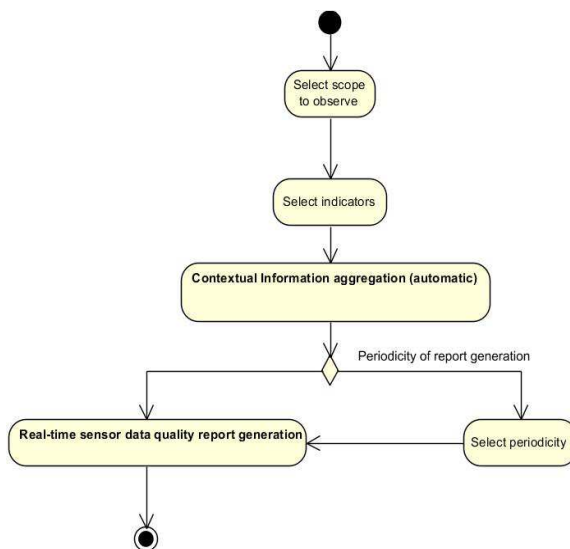 Select scope
to observe
Select indicators
Contextual Information aggregation (automatic)
Periodicity of report generation
Real-time sensor data quality report generation
Select periodicity